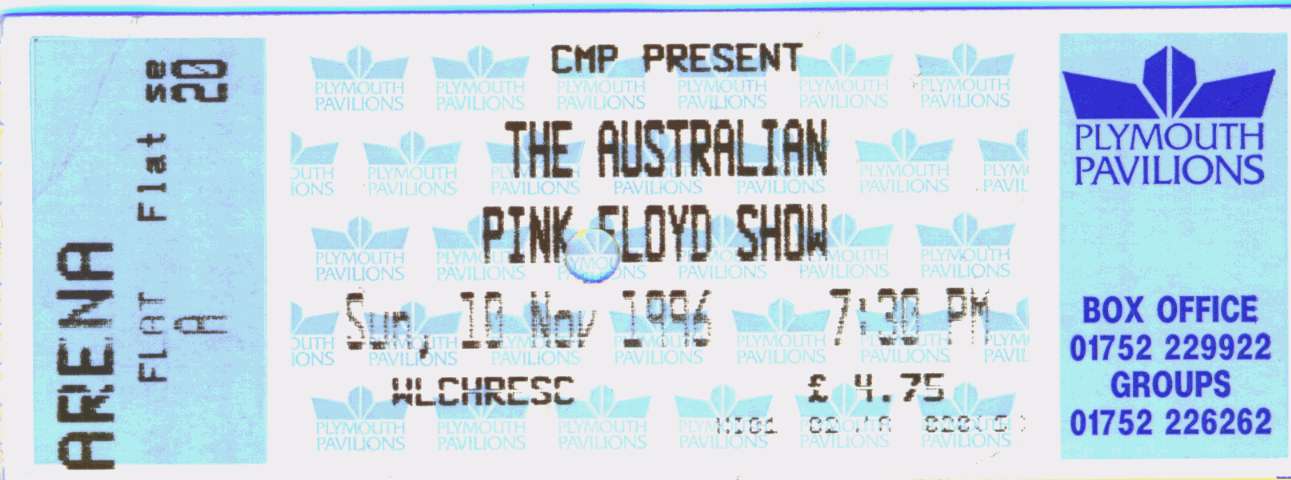 ARENA
FLAT Flat se
A 20
CMP PRESENT
THE AUSTRALIAN
PINK FLOYD SHOW
Sun, 10 Nov 1996 7:30 PM
WLCHRESC £ 4.75
PLYMOUTH
PAVILIONS
BOX OFFICE
01752 229922
GROUPS
01752 226262